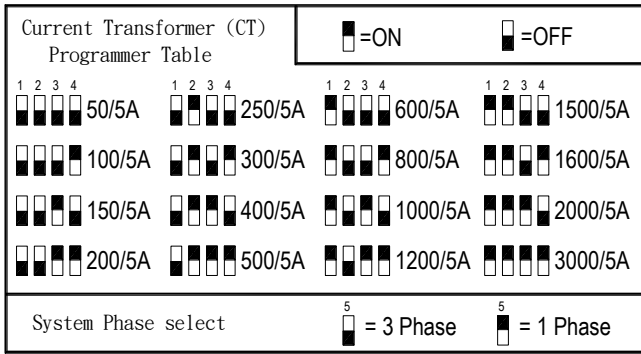 Current Transformer (CT)
Programmer Table
=ON
=OFF
1 2 3 4
50/5A
1 2 3 4
250/5A
1 2 3 4
600/5A
1 2 3 4
1500/5A
100/5A
300/5A
800/5A
1600/5A
150/5A
400/5A
1000/5A
2000/5A
200/5A
500/5A
1200/5A
3000/5A
System Phase select
5
= 3 Phase
5
= 1 Phase